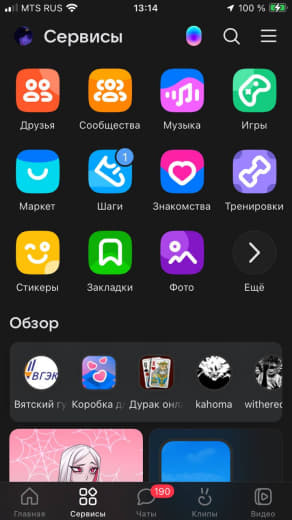 MTS RUS 13:14 100 %
Сервисы
Друзья Сообщества Музыка Игры
1
Маркет Шаги Знакомства Тренировки
Стикеры Закладки Фото Ещё
Обзор
ВГЭК
Вятский гу Коробка д Дурак онл kahoma withered
190
Главная Сервисы Чаты Клипы Видео